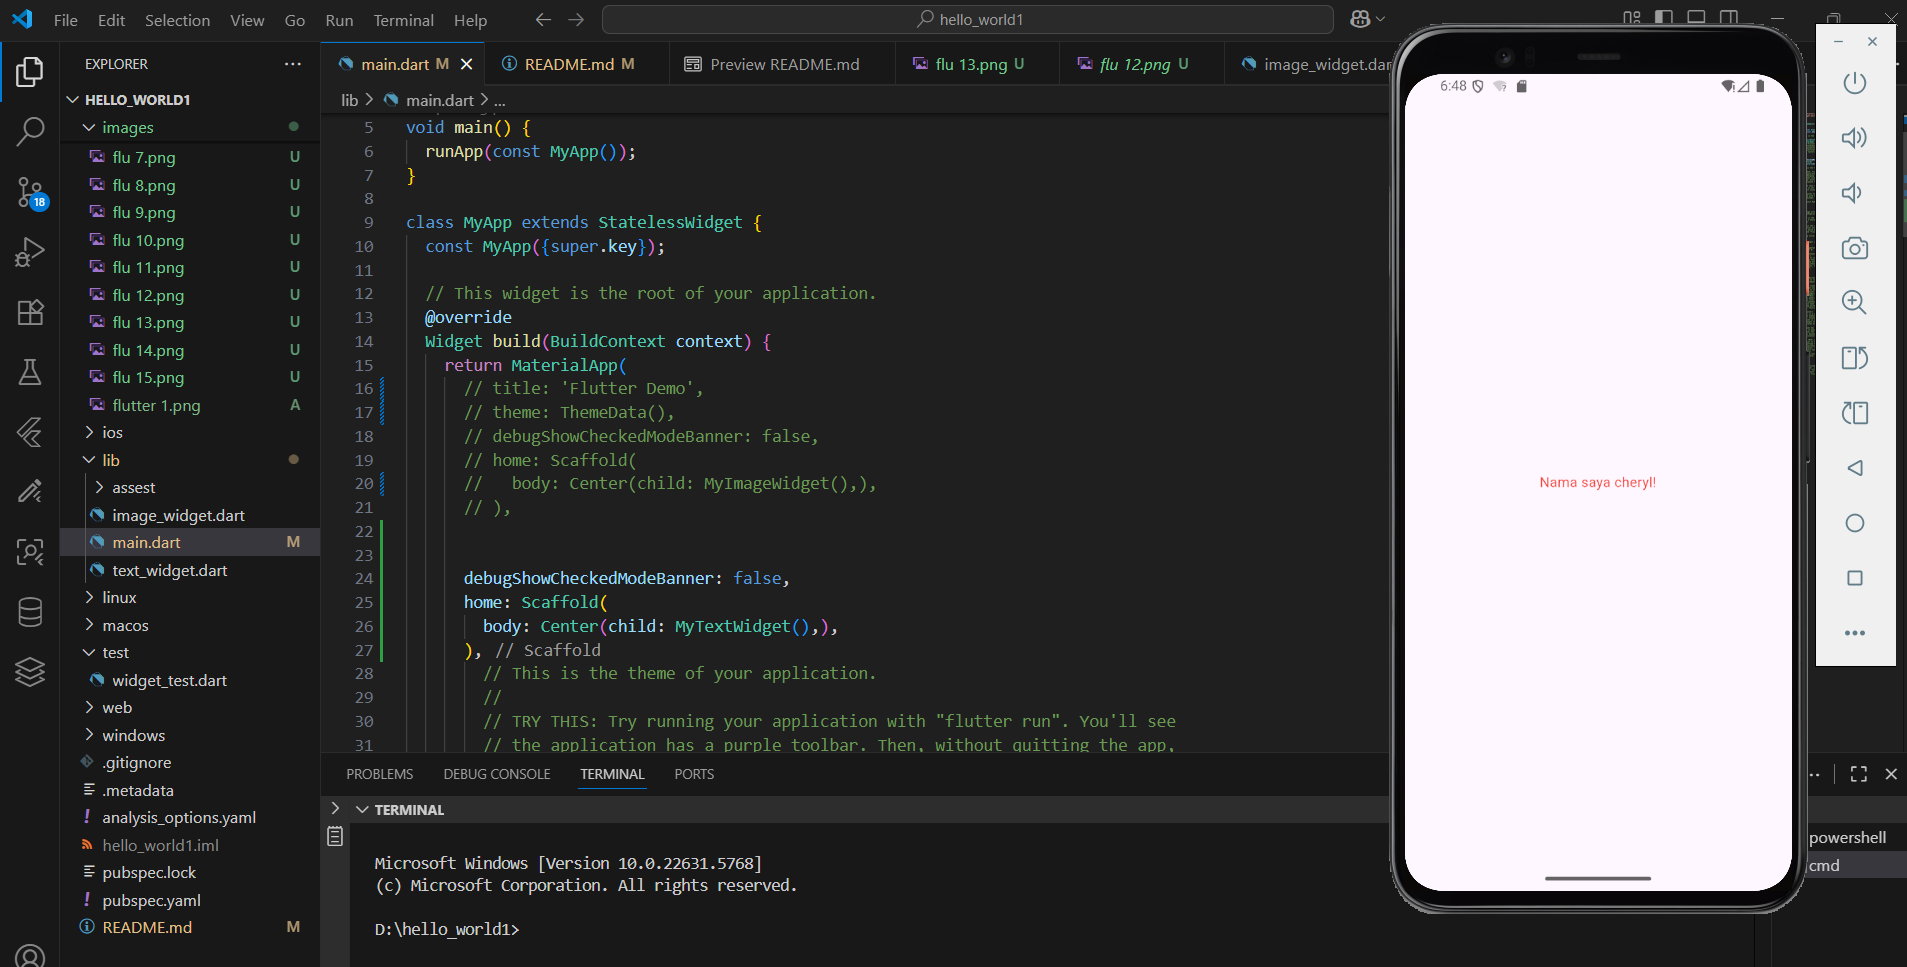 File Edit Selection View Go Run Terminal Help
hello_world1
EXPLORER
HELLO_WORLD1
images
flu 7.png U
flu 8.png U
flu 9.png U
flu 10.png U
flu 11.png U
flu 12.png U
flu 13.png U
flu 14.png U
flu 15.png U
flutter 1.png A
ios
lib
assest
image_widget.dart
main.dart M
text_widget.dart
linux
macos
test
widget_test.dart
web
windows
.gitignore
.metadata
analysis_options.yaml
hello_world1.iml
pubspec.lock
pubspec.yaml
README.md M
18
main.dart M
README.md M
Preview README.md
flu 13.png U
flu 12.png U
image_widget.dar
lib > main.dart > ...
5 void main() {
6 runApp(const MyApp());
7 }
8
9 class MyApp extends StatelessWidget {
10 const MyApp({super.key});
11
12 // This widget is the root of your application.
13 @override
14 Widget build(BuildContext context) {
15 return MaterialApp(
16 // title: 'Flutter Demo',
17 // theme: ThemeData(),
18 // debugShowCheckedModeBanner: false,
19 // home: Scaffold(
20 //   body: Center(child: MyImageWidget(),),
21 // ),
22
23
24 debugShowCheckedModeBanner: false,
25 home: Scaffold(
26 body: Center(child: MyTextWidget(),),
27 ), // Scaffold
28 // This is the theme of your application.
29 //
30 // TRY THIS: Try running your application with "flutter run". You'll see
31 // the application has a purple toolbar. Then, without quitting the app,
PROBLEMS DEBUG CONSOLE TERMINAL PORTS
TERMINAL
Microsoft Windows [Version 10.0.22631.5768]
(c) Microsoft Corporation. All rights reserved.
D:\hello_world1>
powershell
cmd
6:48
Nama saya cheryl!